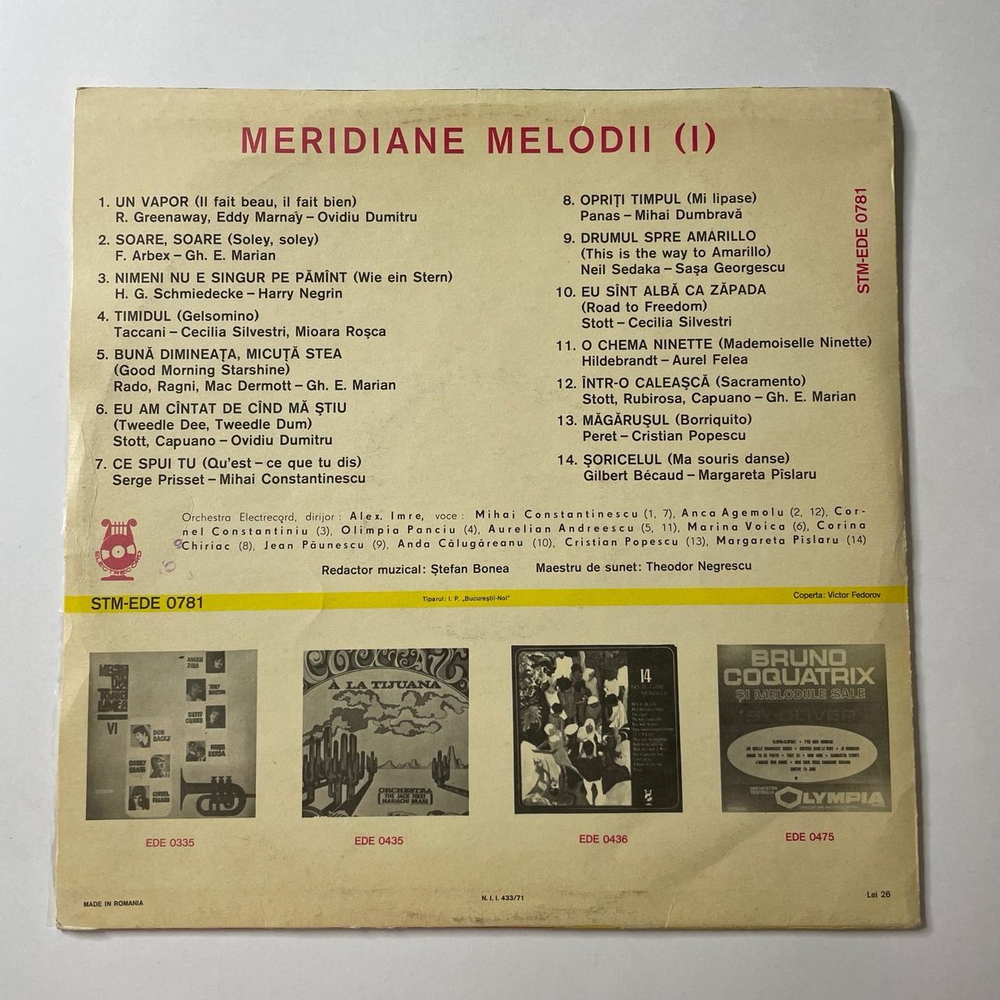 MERIDIANE MELODII (I)
1. UN VAPOR (Il fait beau, il fait bien)
R. Greenaway, Eddy Marnay – Ovidiu Dumitru
2. SOARE, SOARE (Soley, soley)
F. Arbex – Gh. E. Marian
3. NIMENI NU E SINGUR PE PĂMÎNT (Wie ein Stern)
H. G. Schmiedecke – Harry Negrin
4. TIMIDUL (Gelsomino)
Taccani – Cecilia Silvestri, Mioara Roşca
5. BUNĂ DIMINEAŢA, MICUŢĂ STEA
(Good Morning Starshine)
Rado, Ragni, Mac Dermott – Gh. E. Marian
6. EU AM CÎNTAT DE CÎND MĂ ŞTIU
(Tweedle Dee, Tweedle Dum)
Stott, Capuano – Ovidiu Dumitru
7. CE SPUI TU (Qu'est – ce que tu dis)
Serge Prisset – Mihai Constantinescu
8. OPRIŢI TIMPUL (Mi lipase)
Panas – Mihai Dumbravă
9. DRUMUL SPRE AMARILLO
(This is the way to Amarillo)
Neil Sedaka – Saşa Georgescu
10. EU SÎNT ALBĂ CA ZĂPADA
(Road to Freedom)
Stott – Cecilia Silvestri
11. O CHEMA NINETTE (Mademoiselle Ninette)
Hildebrandt – Aurel Felea
12. ÎNTR-O CALEAŞCĂ (Sacramento)
Stott, Rubirosa, Capuano – Gh. E. Marian
13. MĂGĂRUŞUL (Borriquito)
Peret – Cristian Popescu
14. ŞORICELUL (Ma souris danse)
Gilbert Bécaud – Margareta Pîslaru
STM-EDE 0781
Orchestra Electrecord, dirijor: Alex. Imre, voce: Mihai Constantinescu (1, 7), Anca Agemolu (2, 12), Cor-
nel Constantiniu (3), Olimpia Panciu (4), Aurelian Andreescu (5, 11), Marina Voica (6), Corina
Chiriac (8), Jean Păunescu (9), Anda Călugăreanu (10), Cristian Popescu (13), Margareta Pîslaru (14)
ELECTRECORD
Redactor muzical: Ştefan Bonea Maestru de sunet: Theodor Negrescu
STM-EDE 0781
Tiparul: I. P. „Bucureştii-Noi"
Coperta: Victor Fedorov
VI
À LA TIJUANA
ORCHESTRA
THE JACK FIRST
MARIACHI BRASS
14
BRUNO
COQUATRIX
ŞI MELODIILE SALE
OLYMPIA
EDE 0335
EDE 0435
EDE 0436
EDE 0475
MADE IN ROMANIA
N. I. I. 433/71
Lei 26